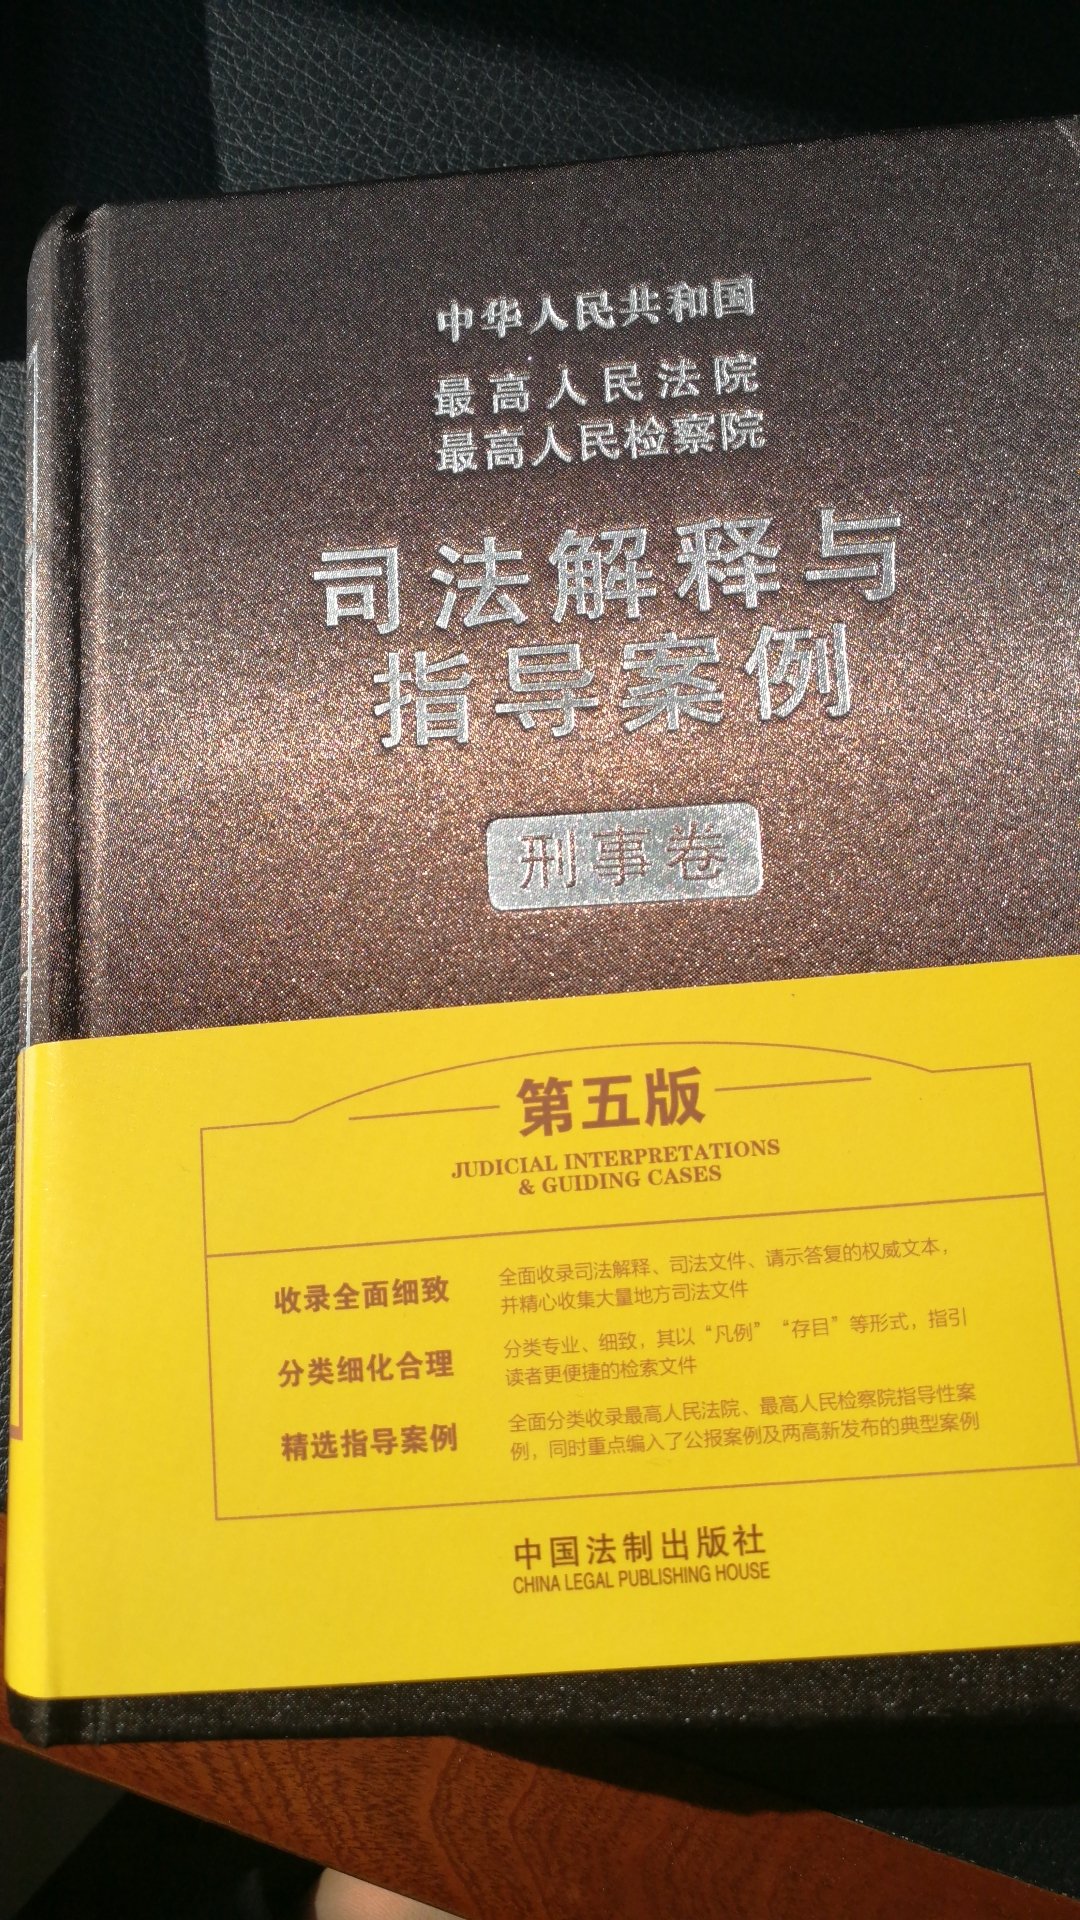 中华人民共和国
最高人民法院
最高人民检察院
司法解释与
指导案例
刑事卷
第五版
JUDICIAL INTERPRETATIONS
& GUIDING CASES
收录全面细致
全面收录司法解释、司法文件、请示答复的权威文本，
并精心收集大量地方司法文件
分类细化合理
分类专业、细致，其以“凡例”“存目”等形式，指引
读者更便捷的检索文件
精选指导案例
全面分类收录最高人民法院、最高人民检察院指导性案
例，同时重点编入了公报案例及两高新发布的典型案例
中国法制出版社
CHINA LEGAL PUBLISHING HOUSE